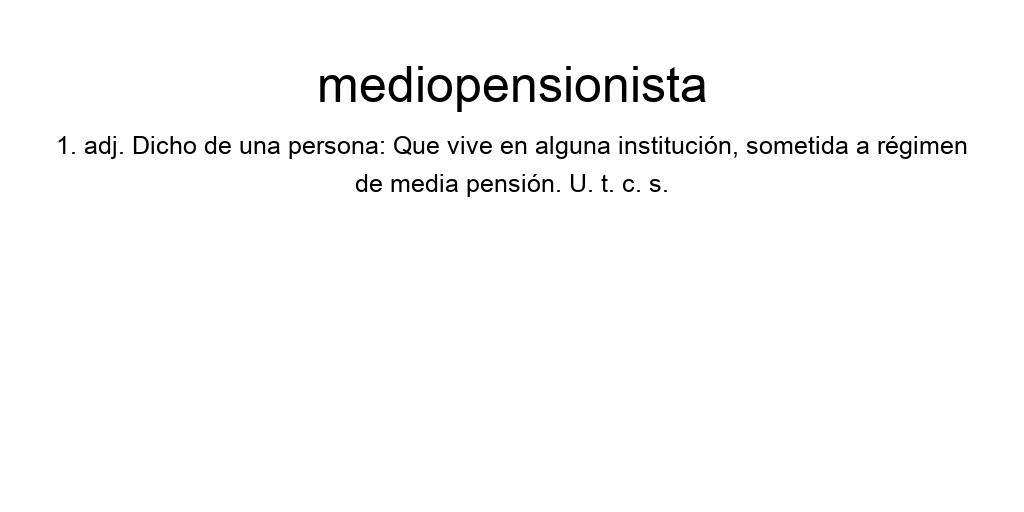 mediopensionista
1. adj. Dicho de una persona: Que vive en alguna institución, sometida a régimen
de media pensión. U. t. c. s.